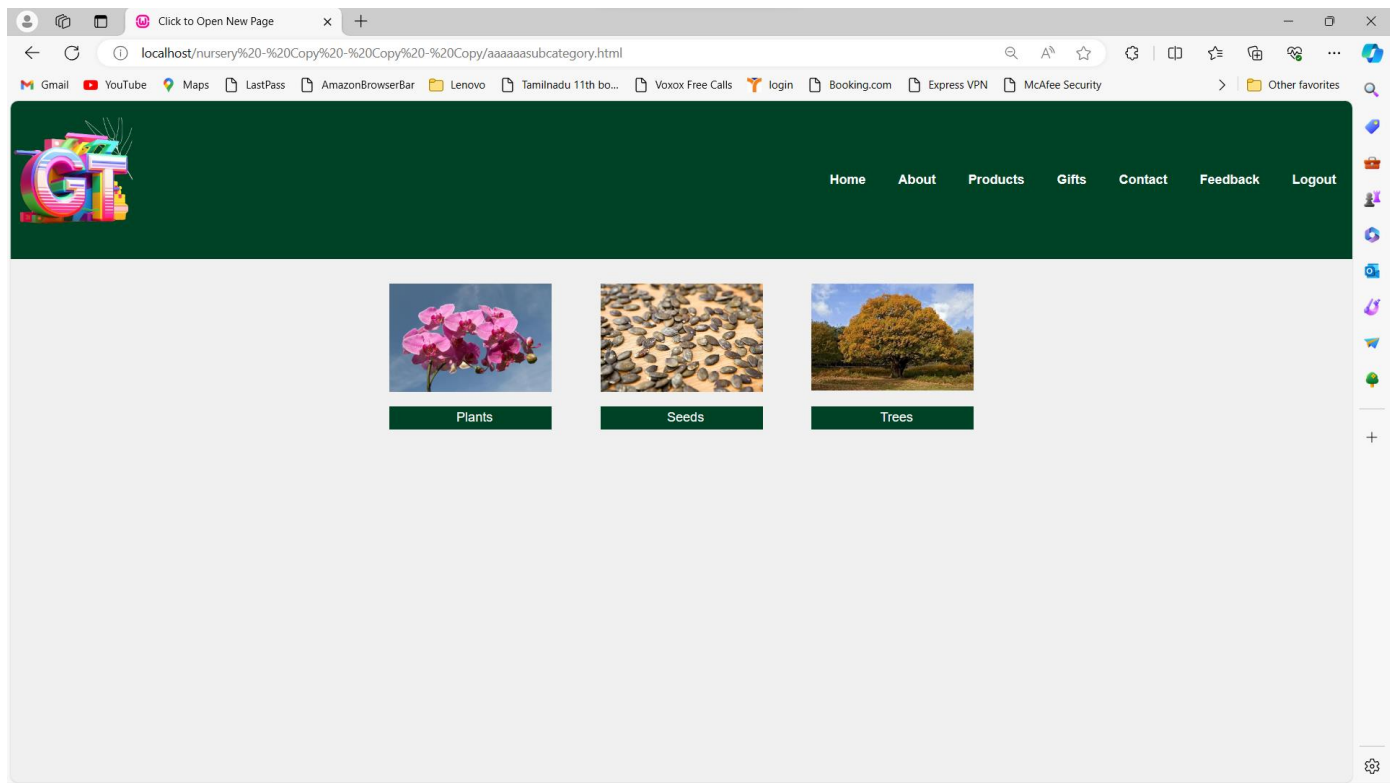 Click to Open New Page
localhost/nursery%20-%20Copy%20-%20Copy%20-%20Copy/aaaaaasubcategory.html
Gmail YouTube Maps LastPass AmazonBrowserBar Lenovo Tamilnadu 11th bo... Voxox Free Calls login Booking.com Express VPN McAfee Security Other favorites
GT
Home About Products Gifts Contact Feedback Logout
Plants Seeds Trees